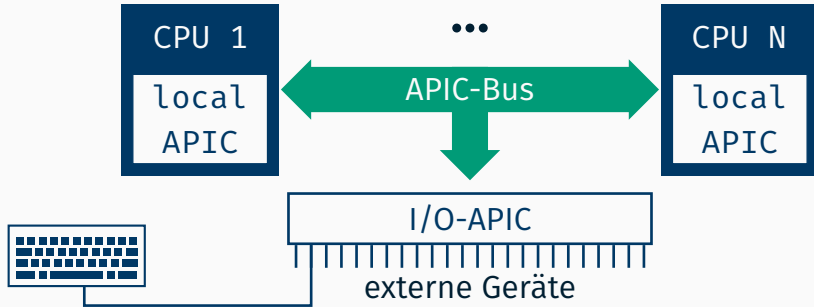 CPU 1
local
APIC
...
APIC-Bus
CPU N
local
APIC
I/O-APIC
externe Geräte